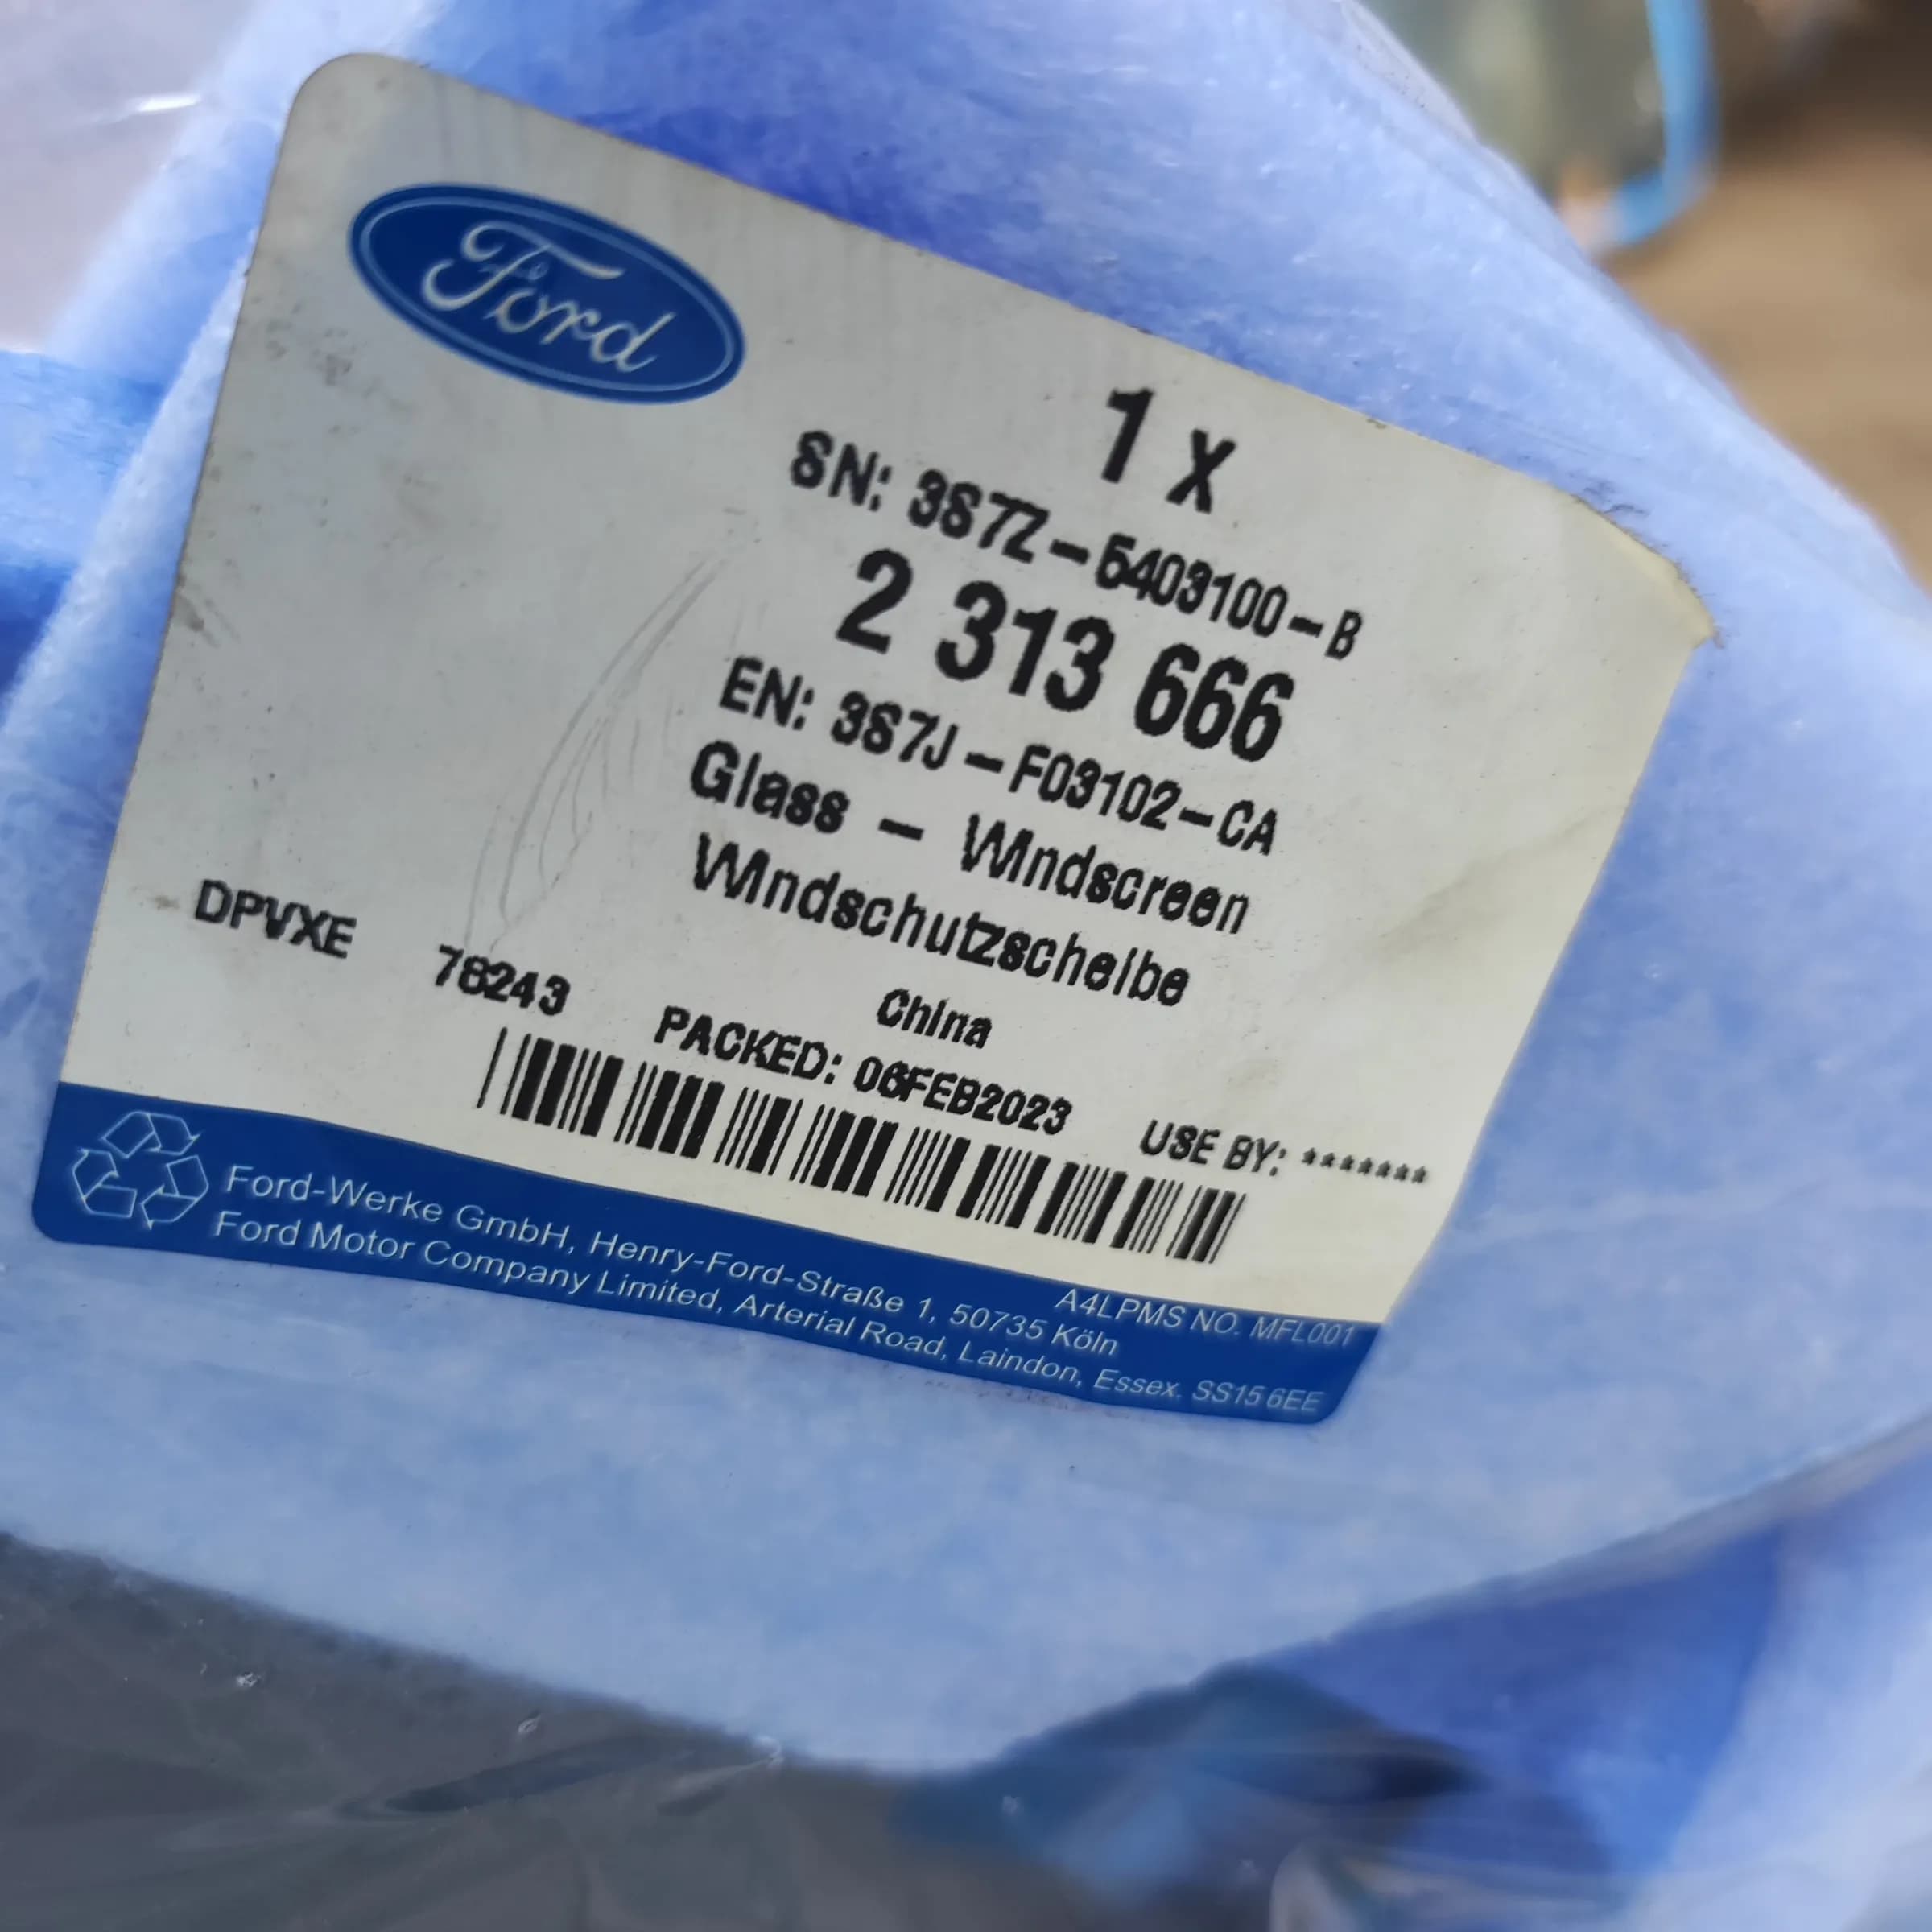 Ford
1 X
SN: 3S7Z-5403100-B
2 313 666
EN: 3S7J-F03102-CA
Glass - Windscreen
Windschutzscheibe
China
DPVXE 78243 PACKED: 06FEB2023 USE BY: *******
A4LPMS NO. MFL001
Ford-Werke GmbH, Henry-Ford-Straße 1, 50735 Köln
Ford Motor Company Limited, Arterial Road, Laindon, Essex. SS15 6EE